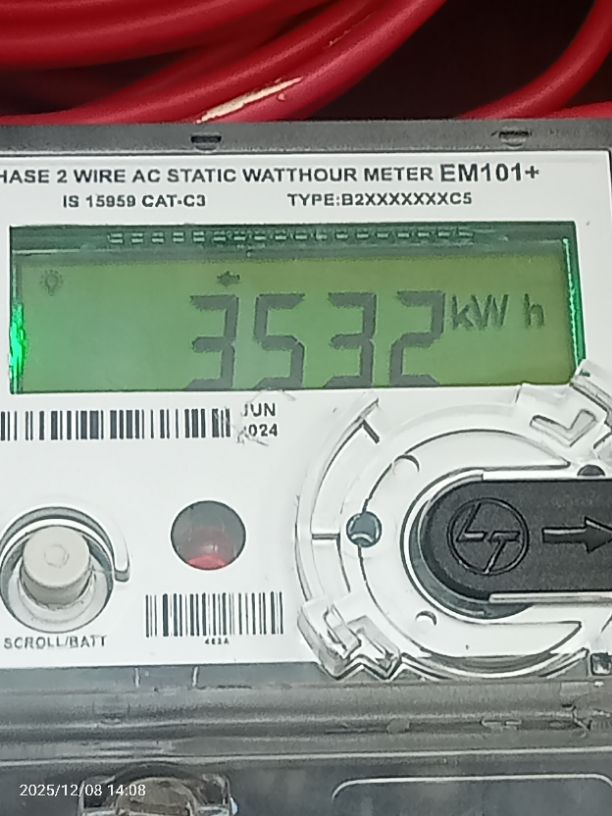 HASE 2 WIRE AC STATIC WATTHOUR METER EM101+
IS 15959 CAT-C3 TYPE:B2XXXXXXXC5
3532 kWh
JUN
2024
LT
SCROLL/BATT
2025/12/08 14:08